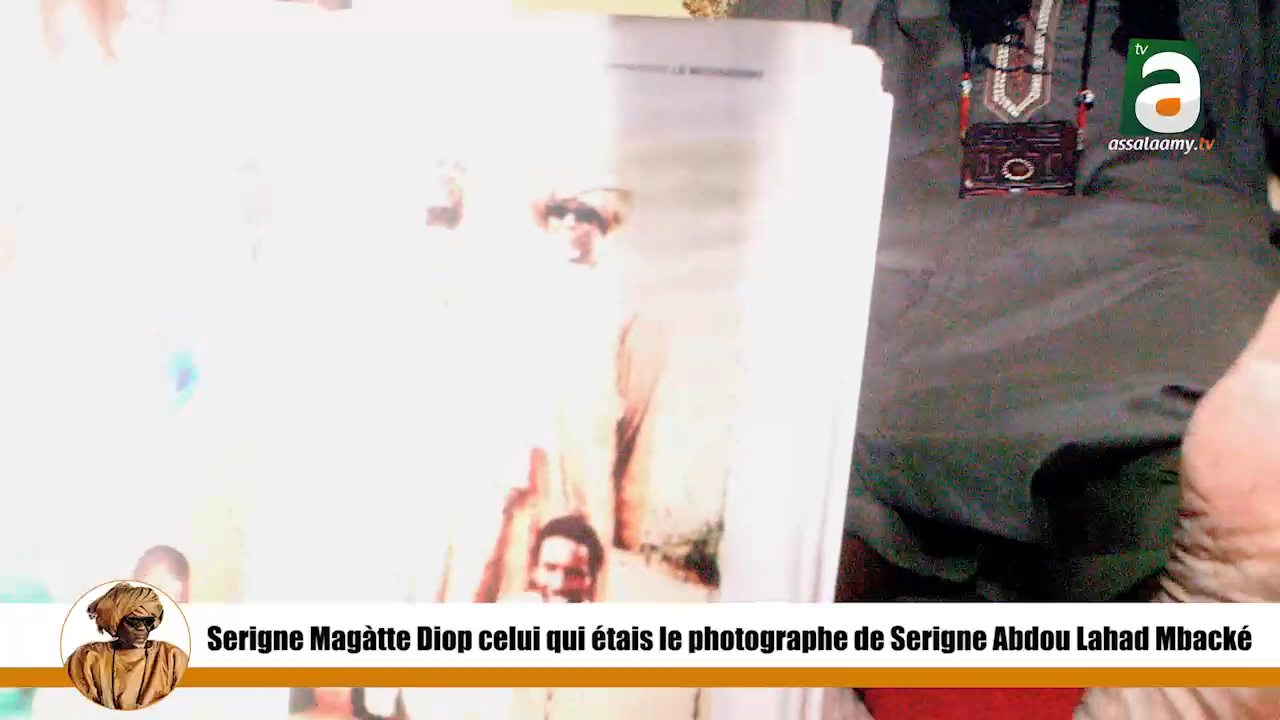 tv
a
assalaamy.tv
Serigne Magàtte Diop celui qui étais le photographe de Serigne Abdou Lahad Mbacké